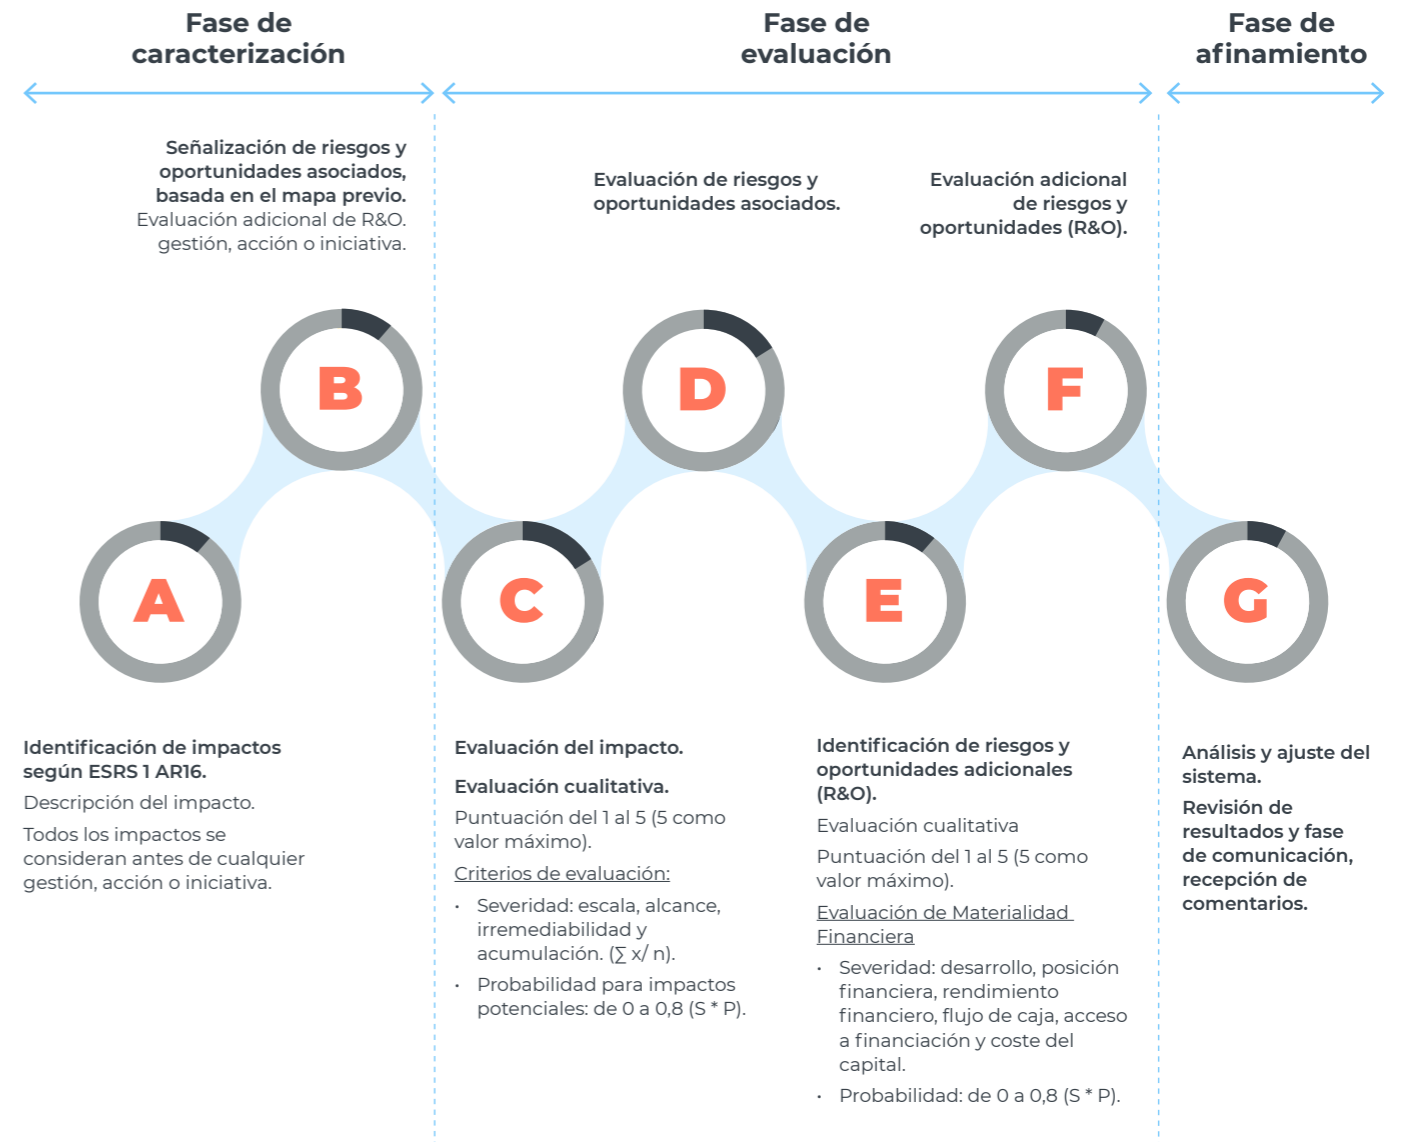 Fase de
caracterización
Fase de
evaluación
Fase de
afinamiento
Señalización de riesgos y
oportunidades asociados,
basada en el mapa previo.
Evaluación adicional de R&O.
gestión, acción o iniciativa.
Evaluación de riesgos y
oportunidades asociados.
Evaluación adicional
de riesgos y
oportunidades (R&O).
B
D
F
A
C
E
G
Identificación de impactos
según ESRS 1 AR16.
Descripción del impacto.
Todos los impactos se
consideran antes de cualquier
gestión, acción o iniciativa.
Evaluación del impacto.
Evaluación cualitativa.
Puntuación del 1 al 5 (5 como
valor máximo).
Criterios de evaluación:
• Severidad: escala, alcance,
irremediabilidad y
acumulación. (∑ x/ n).
• Probabilidad para impactos
potenciales: de 0 a 0,8 (S * P).
Identificación de riesgos y
oportunidades adicionales
(R&O).
Evaluación cualitativa
Puntuación del 1 al 5 (5 como
valor máximo).
Evaluación de Materialidad
Financiera
• Severidad: desarrollo, posición
financiera, rendimiento
financiero, flujo de caja, acceso
a financiación y coste del
capital.
• Probabilidad: de 0 a 0,8 (S * P).
Análisis y ajuste del
sistema.
Revisión de
resultados y fase
de comunicación,
recepción de
comentarios.